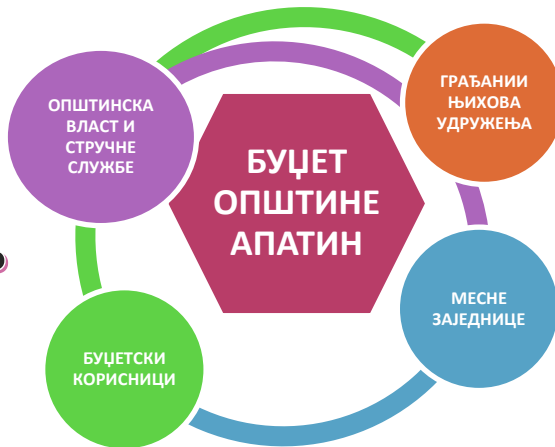 ОПШТИНСКА
ВЛАСТ И
СТРУЧНЕ
СЛУЖБЕ
ГРАЂАНИИ
ЊИХОВА
УДРУЖЕЊА
БУЏЕТ
ОПШТИНЕ
АПАТИН
БУЏЕТСКИ
КОРИСНИЦИ
МЕСНЕ
ЗАЈЕДНИЦЕ